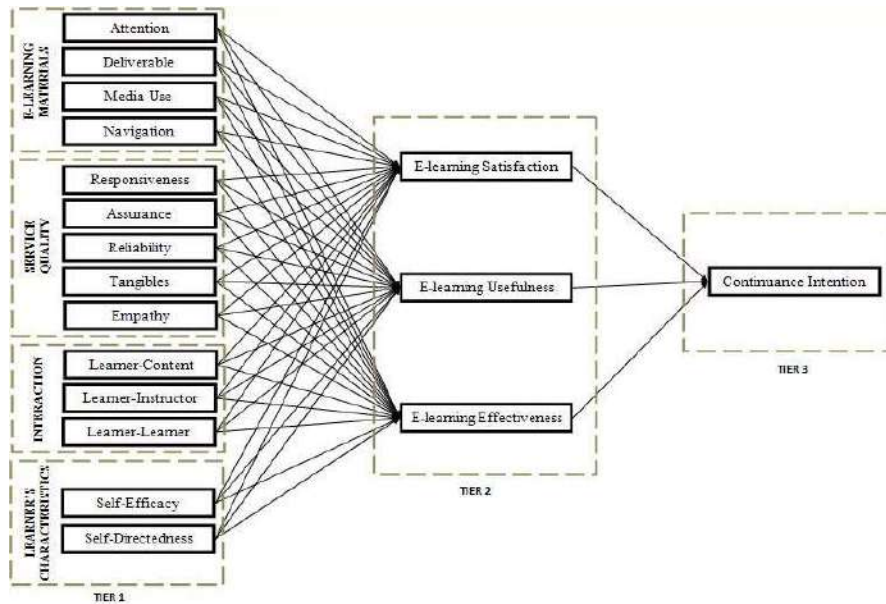 E-LEARNING
MATERIALS
Attention
Deliverable
Media Use
Navigation
SERVICE
QUALITY
Responsiveness
Assurance
Reliability
Tangibles
Empathy
INTERACTION
Learner-Content
Learner-Instructor
Learner-Learner
LEARNER'S
CHARACTERISTICS
Self-Efficacy
Self-Directedness
TIER 1
E-learning Satisfaction
E-learning Usefulness
E-learning Effectiveness
TIER 2
Continuance Intention
TIER 3